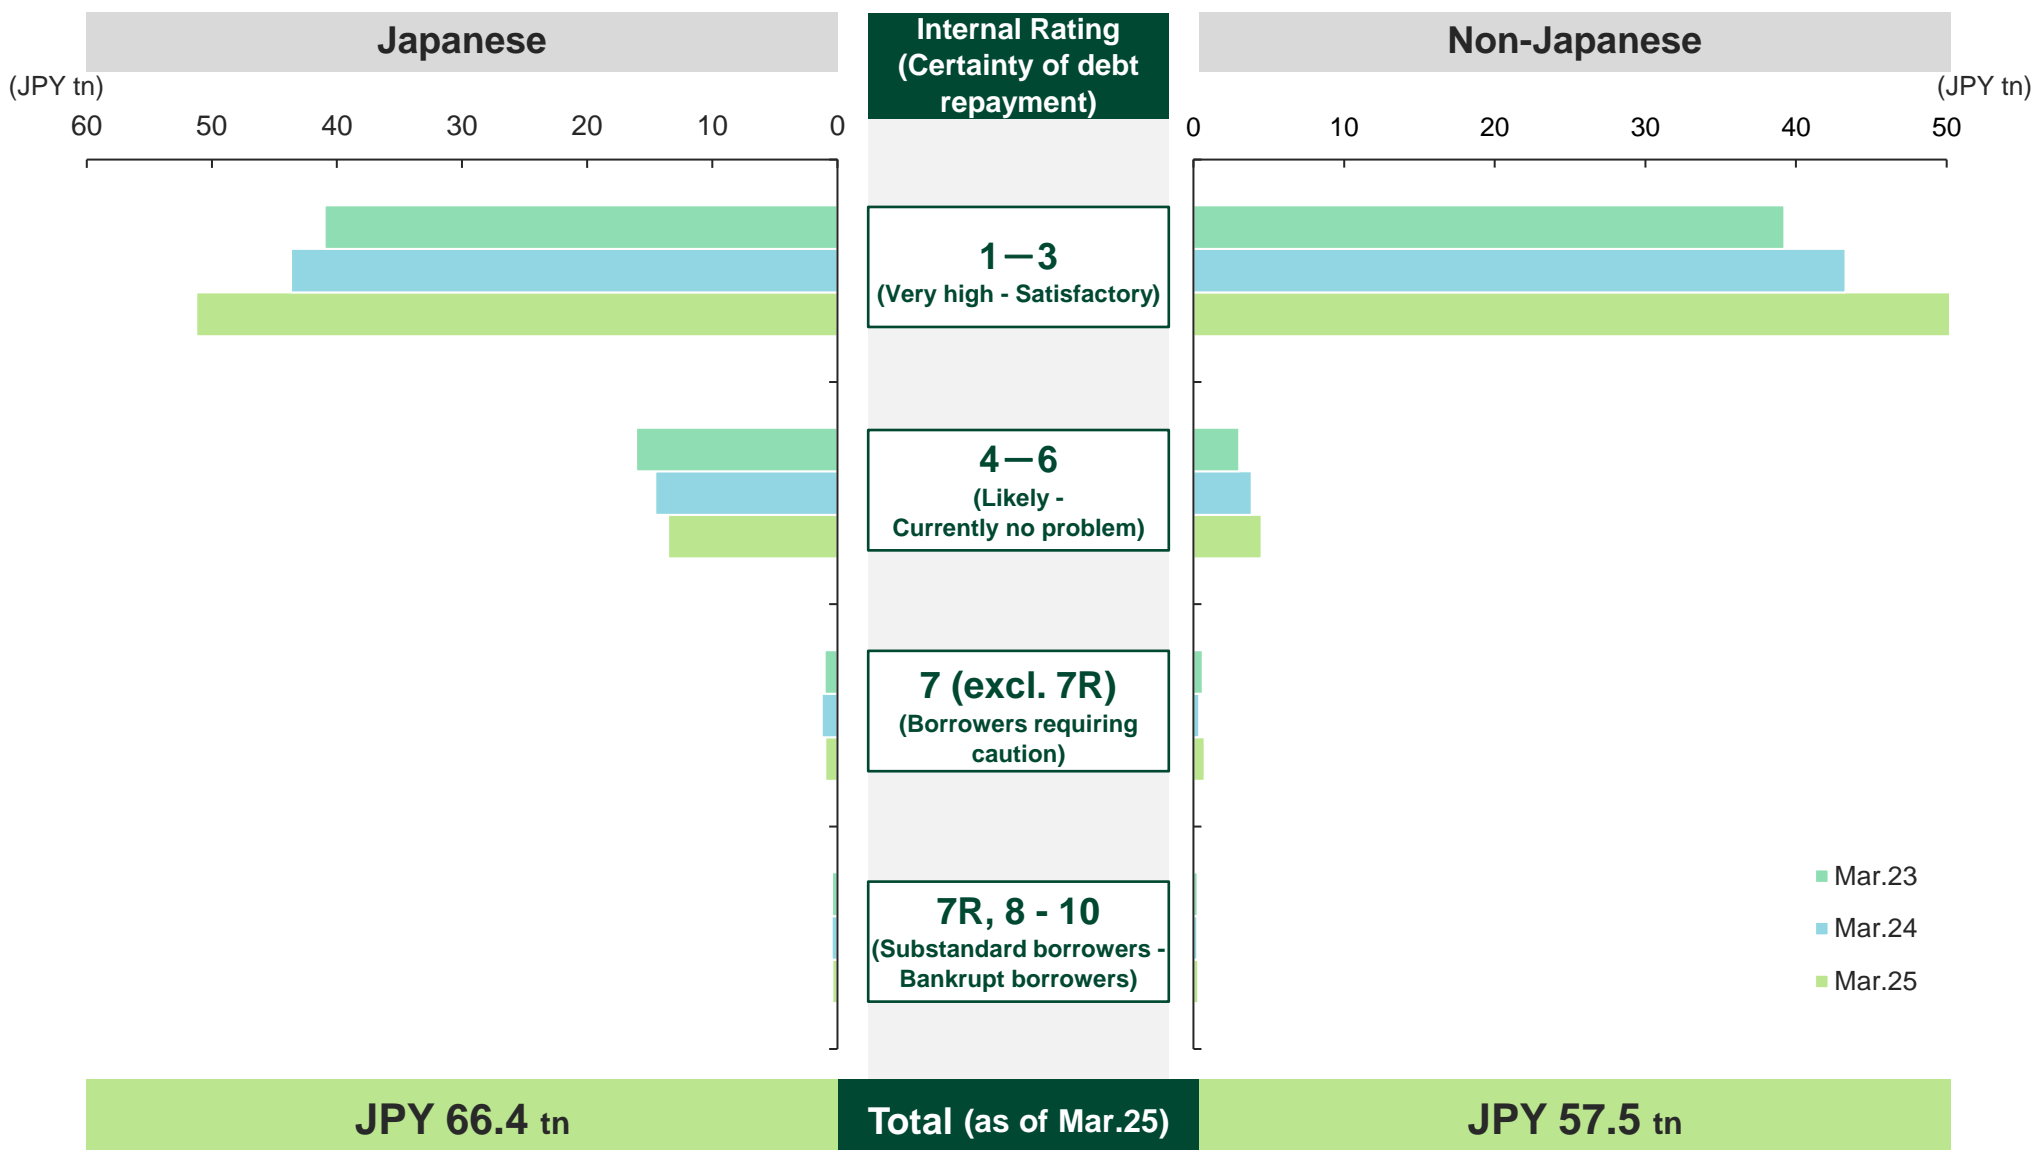 Japanese
Internal Rating
(Certainty of debt
repayment)
Non-Japanese
(JPY tn)
(JPY tn)
60 50 40 30 20 10 0
0 10 20 30 40 50
1－3
(Very high - Satisfactory)
4－6
(Likely -
Currently no problem)
7 (excl. 7R)
(Borrowers requiring
caution)
7R, 8 - 10
(Substandard borrowers -
Bankrupt borrowers)
Mar.23
Mar.24
Mar.25
JPY 66.4 tn
Total (as of Mar.25)
JPY 57.5 tn